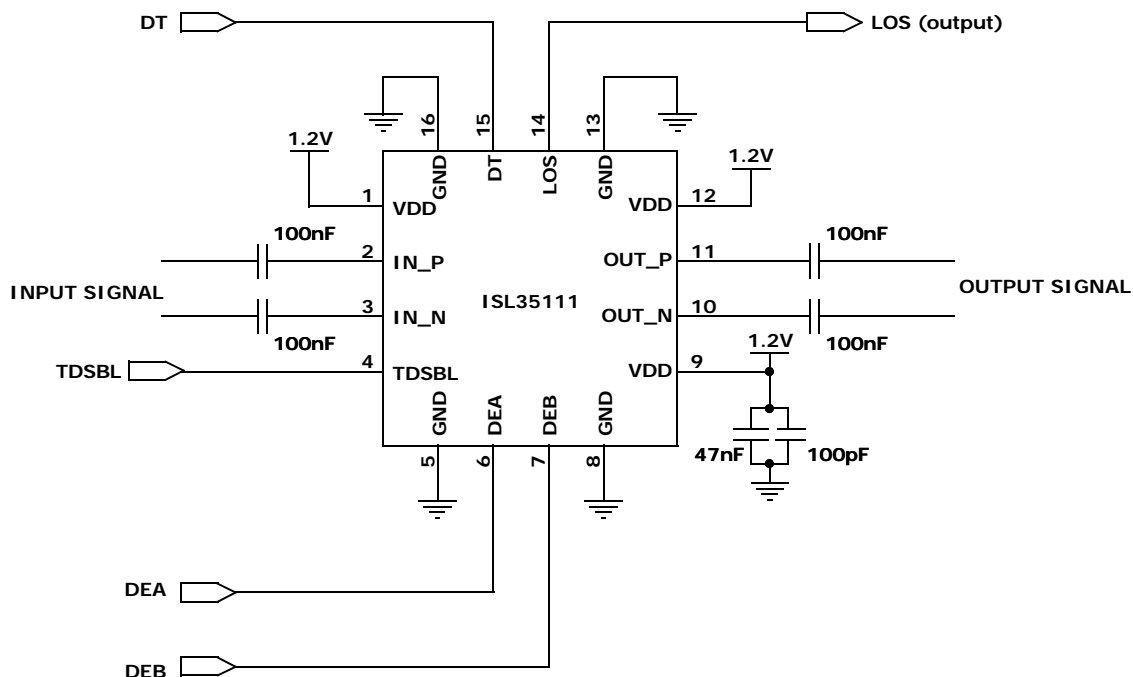 DT
LOS (output)
16
15
14
13
1.2V
GND
DT
LOS
GND
1.2V
1
VDD
VDD
12
100nF
100nF
2
IN_P
OUT_P
11
INPUT SIGNAL
ISL35111
OUTPUT SIGNAL
3
IN_N
OUT_N
10
100nF
100nF
1.2V
TDSBL
4
TDSBL
VDD
9
GND
DEA
DEB
GND
47nF
100pF
5
6
7
8
DEA
DEB